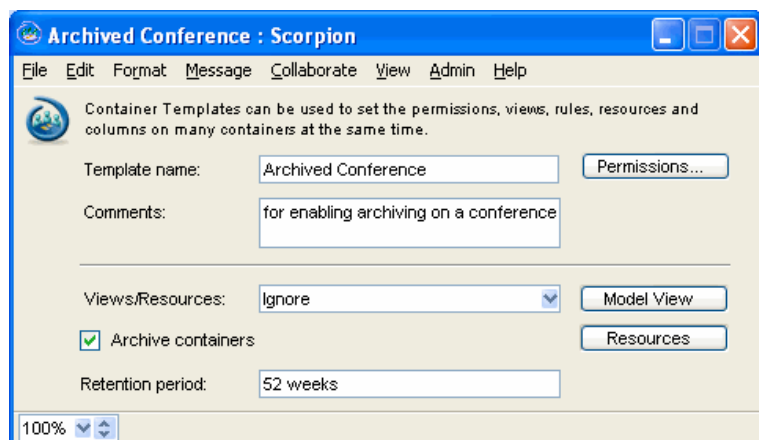 Archived Conference : Scorpion
File Edit Format Message Collaborate View Admin Help
Container Templates can be used to set the permissions, views, rules, resources and
columns on many containers at the same time.
Template name: Archived Conference Permissions...
Comments: for enabling archiving on a conference
Views/Resources: Ignore Model View
Archive containers Resources
Retention period: 52 weeks
100%